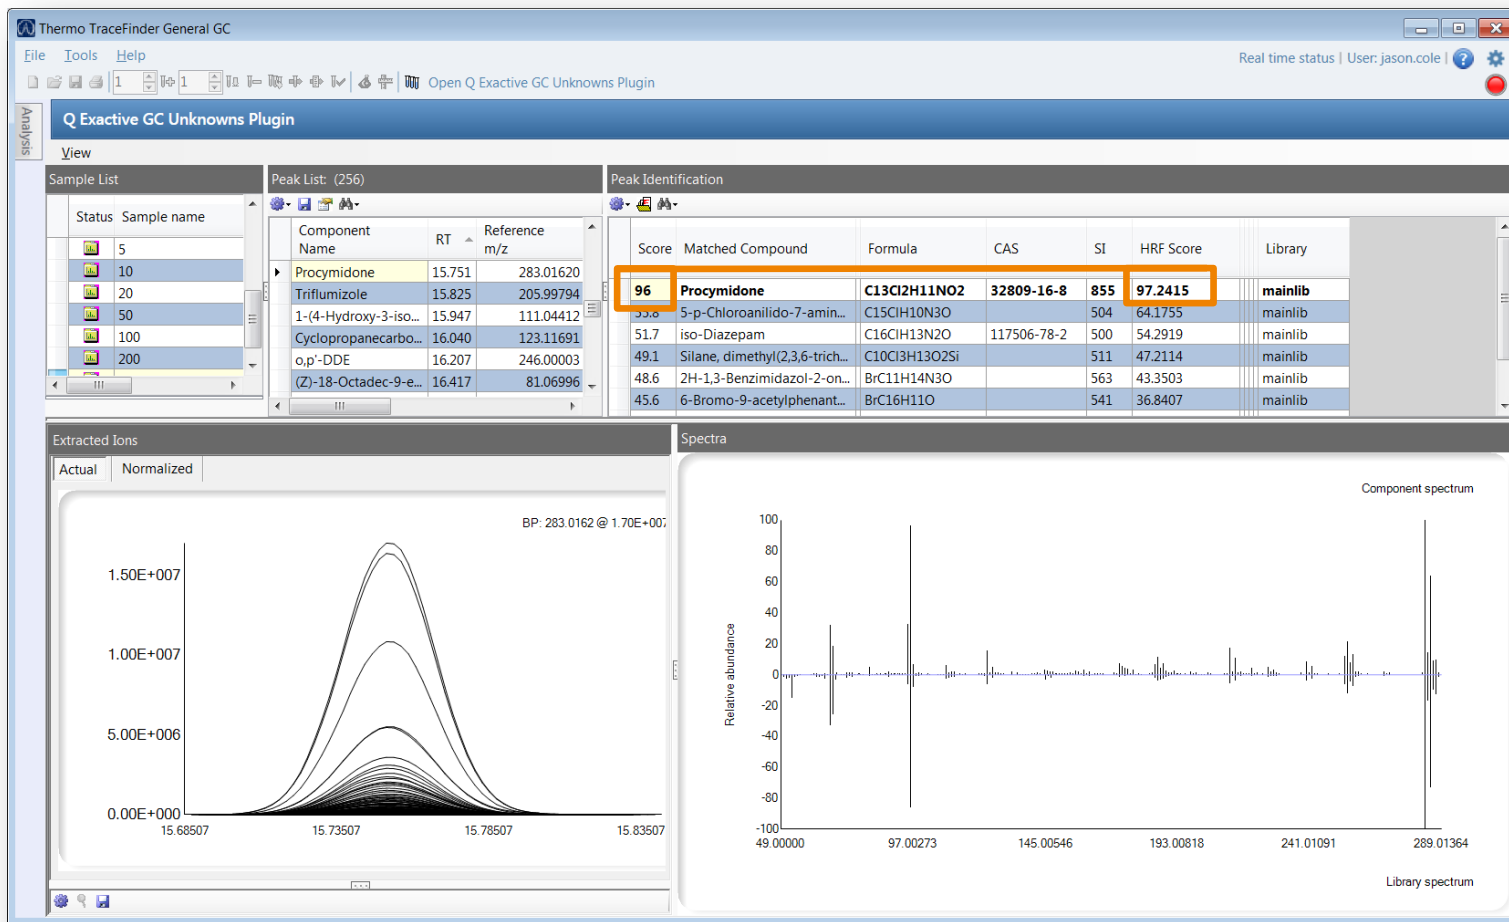 Thermo TraceFinder General GC
File Tools Help
Real time status | User: jason.cole | ?
1 1 Open Q Exactive GC Unknowns Plugin
Analysis
Q Exactive GC Unknowns Plugin
View
Sample List
Status Sample name
5
10
20
50
100
200
Peak List: (256)
Component Name RT Reference m/z
Procymidone 15.751 283.01620
Triflumizole 15.825 205.99794
1-(4-Hydroxy-3-iso... 15.947 111.04412
Cyclopropanecarbo... 16.040 123.11691
o,p'-DDE 16.207 246.00003
(Z)-18-Octadec-9-e... 16.417 81.06996
Peak Identification
Score Matched Compound Formula CAS SI HRF Score Library
96 Procymidone C13Cl2H11NO2 32809-16-8 855 97.2415 mainlib
55.8 5-p-Chloroanilido-7-amin... C15ClH10N3O 504 64.1755 mainlib
51.7 iso-Diazepam C16ClH13N2O 117506-78-2 500 54.2919 mainlib
49.1 Silane, dimethyl(2,3,6-trich... C10Cl3H13O2Si 511 47.2114 mainlib
48.6 2H-1,3-Benzimidazol-2-on... BrC11H14N3O 563 43.3503 mainlib
45.6 6-Bromo-9-acetylphenant... BrC16H11O 541 36.8407 mainlib
Extracted Ions
Actual Normalized
BP: 283.0162 @ 1.70E+007
1.50E+007
1.00E+007
5.00E+006
0.00E+000
15.68507 15.73507 15.78507 15.83507
Spectra
Component spectrum
Relative abundance
100
80
60
40
20
0
-20
-40
-60
-80
-100
49.00000 97.00273 145.00546 193.00818 241.01091 289.01364
Library spectrum